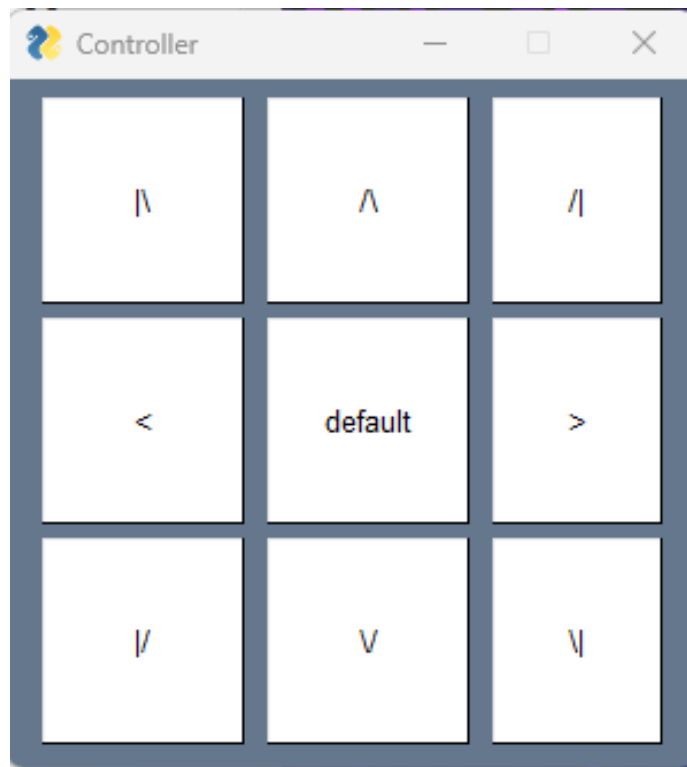 Controller
|\ /\ /|
< default >
|/ \/ \|